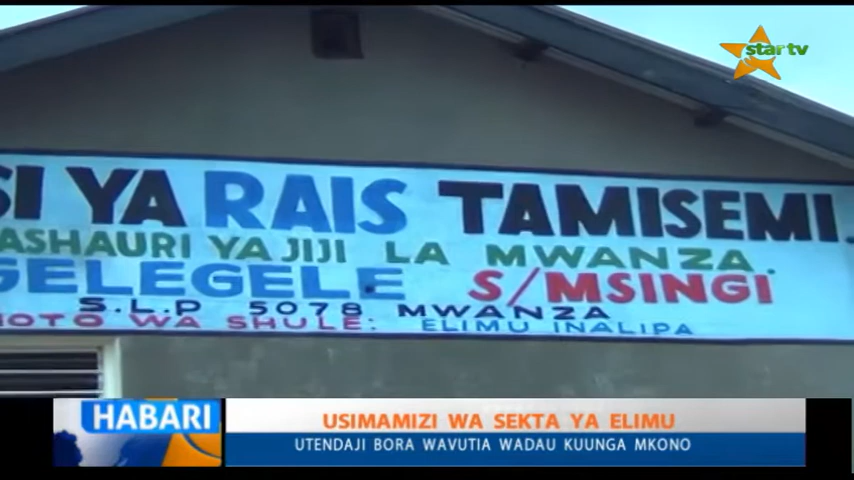 star tv
SI YA RAIS TAMISEMI.
ASHAURI YA JIJI LA MWANZA.
GELEGELE S/MSINGI
S.L.P 5078 MWANZA
OTO WA SHULE: ELIMU INALIPA
HABARI
USIMAMIZI WA SEKTA YA ELIMU
UTENDAJI BORA WAVUTIA WADAU KUUNGA MKONO